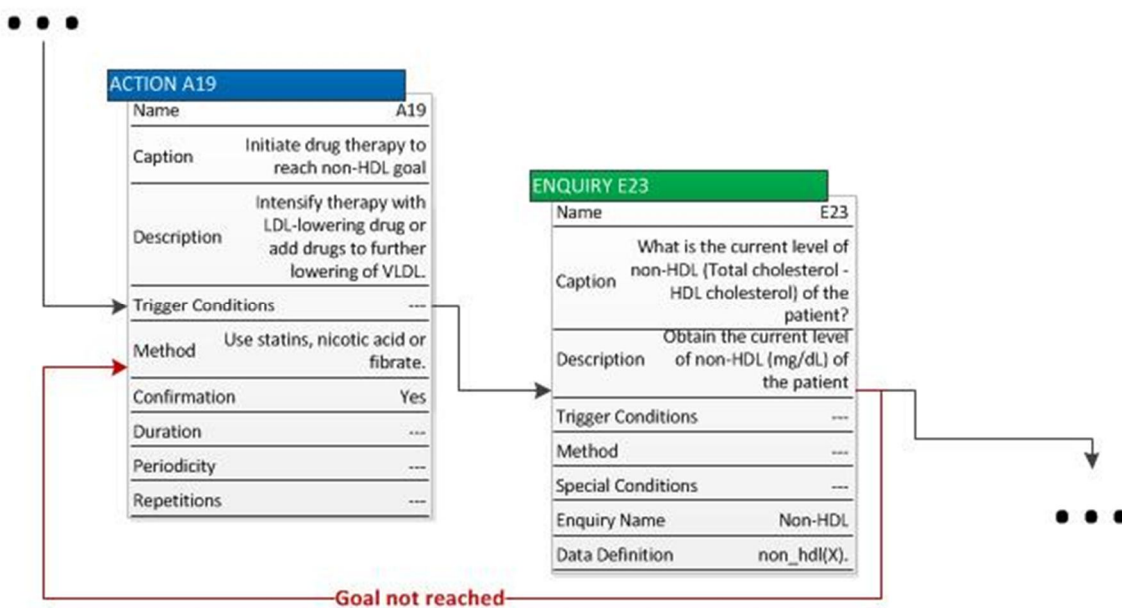 ACTION A19
Name A19
Caption Initiate drug therapy to
reach non-HDL goal
Description Intensify therapy with
LDL-lowering drug or
add drugs to further
lowering of VLDL.
Trigger Conditions ---
Method Use statins, nicotic acid or
fibrate.
Confirmation Yes
Duration ---
Periodicity ---
Repetitions ---
ENQUIRY E23
Name E23
Caption What is the current level of
non-HDL (Total cholesterol -
HDL cholesterol) of the
patient?
Description Obtain the current level
of non-HDL (mg/dL) of
the patient
Trigger Conditions ---
Method ---
Special Conditions ---
Enquiry Name Non-HDL
Data Definition non_hdl(X).
Goal not reached